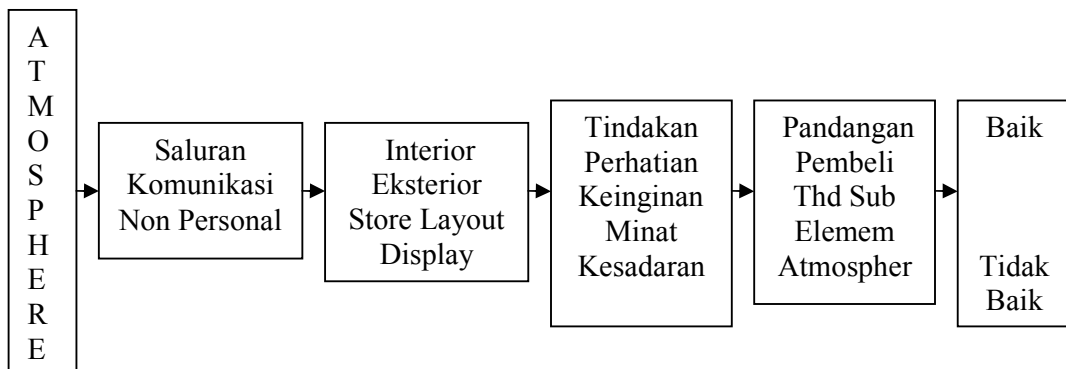 A
T
M
O
S
P
H
E
R
E
Saluran
Komunikasi
Non Personal
Interior
Eksterior
Store Layout
Display
Tindakan
Perhatian
Keinginan
Minat
Kesadaran
Pandangan
Pembeli
Thd Sub
Elemem
Atmospher
Baik
Tidak
Baik